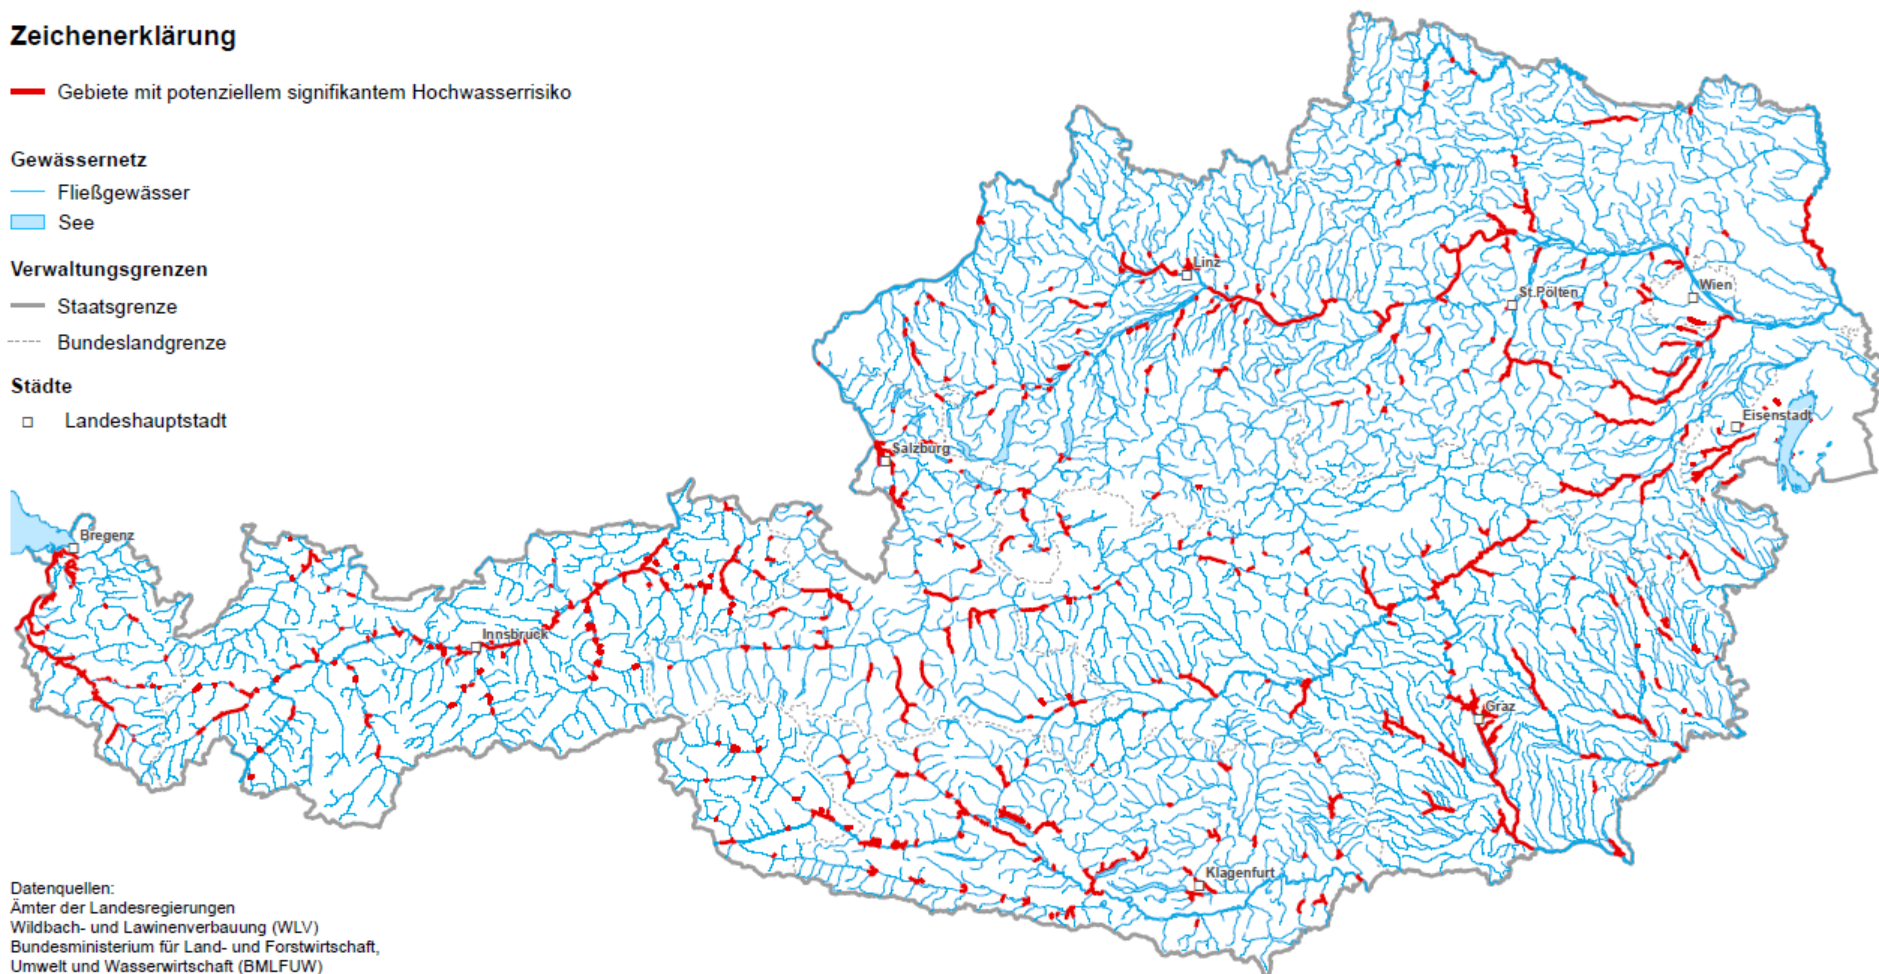 Zeichenerklärung
Gebiete mit potenziellem signifikantem Hochwasserrisiko
Gewässernetz
Fließgewässer
See
Verwaltungsgrenzen
Staatsgrenze
Bundeslandgrenze
Städte
Landeshauptstadt
Linz
St.Pölten
Wien
Eisenstadt
Salzburg
Bregenz
Innsbruck
Graz
Klagenfurt
Datenquellen:
Ämter der Landesregierungen
Wildbach- und Lawinenverbauung (WLV)
Bundesministerium für Land- und Forstwirtschaft,
Umwelt und Wasserwirtschaft (BMLFUW)